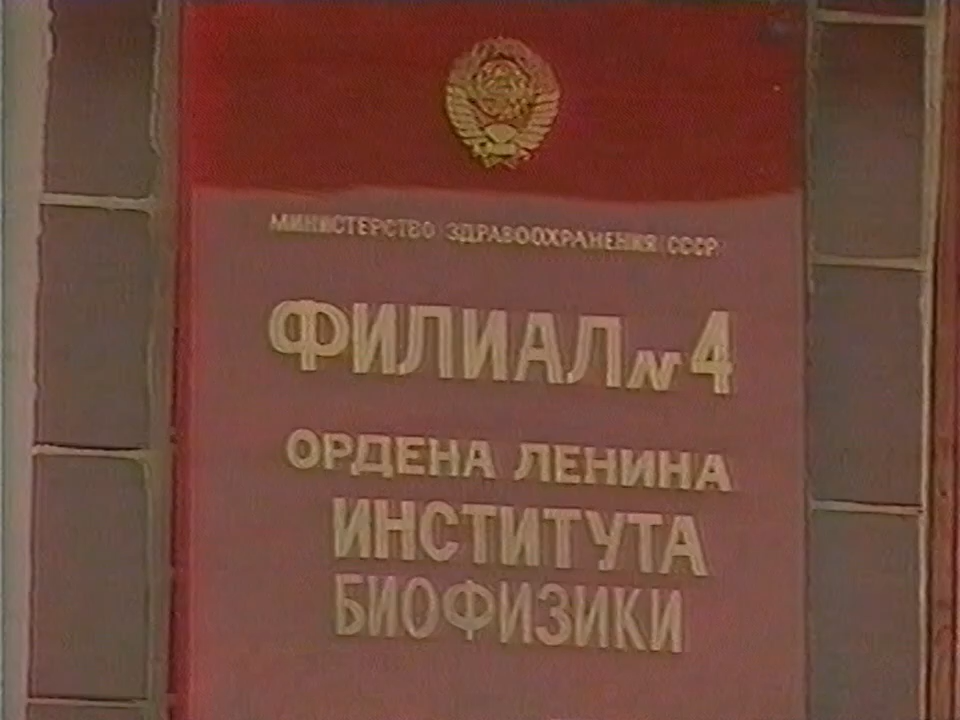 МИНИСТЕРСТВО ЗДРАВООХРАНЕНИЯ СССР
ФИЛИАЛ № 4
ОРДЕНА ЛЕНИНА
ИНСТИТУТА
БИОФИЗИКИ